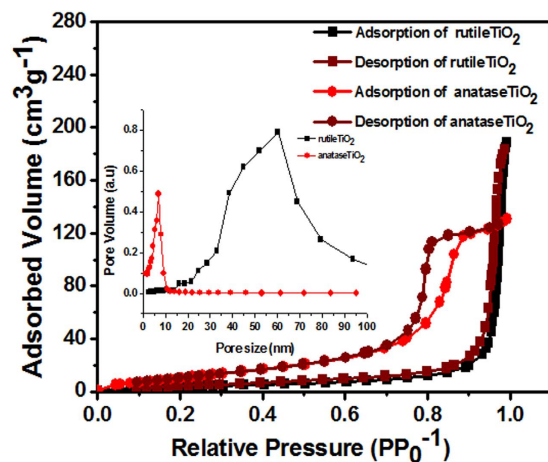 280
240
200
160
120
80
40
0
Adsorbed Volume (cm³g⁻¹)
Adsorption of rutileTiO₂
Desorption of rutileTiO₂
Adsorption of anataseTiO₂
Desorption of anataseTiO₂
0.8
0.6
0.4
0.2
0.0
Pore Volume (a.u)
rutileTiO₂
anataseTiO₂
0 10 20 30 40 50 60 70 80 90 100
Pore size (nm)
0.0 0.2 0.4 0.6 0.8 1.0
Relative Pressure (PP₀⁻¹)